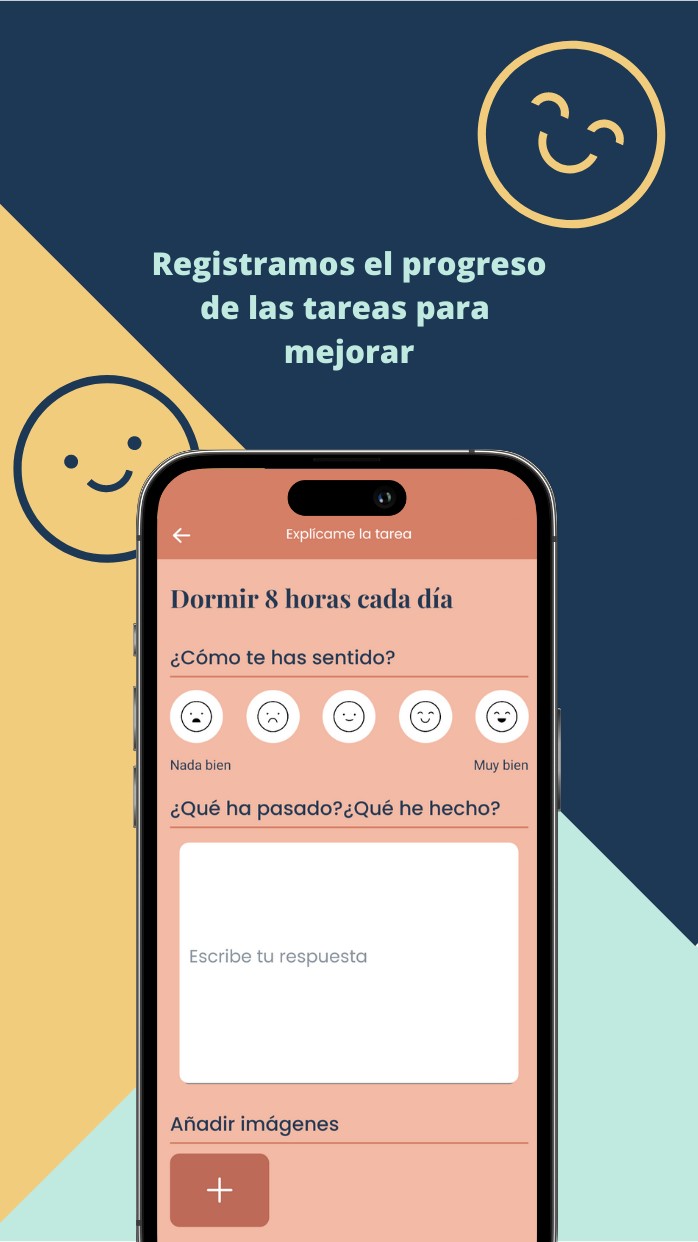 Registramos el progreso
de las tareas para
mejorar
Explícame la tarea
Dormir 8 horas cada día
¿Cómo te has sentido?
Nada bien
Muy bien
¿Qué ha pasado?¿Qué he hecho?
Escribe tu respuesta
Añadir imágenes